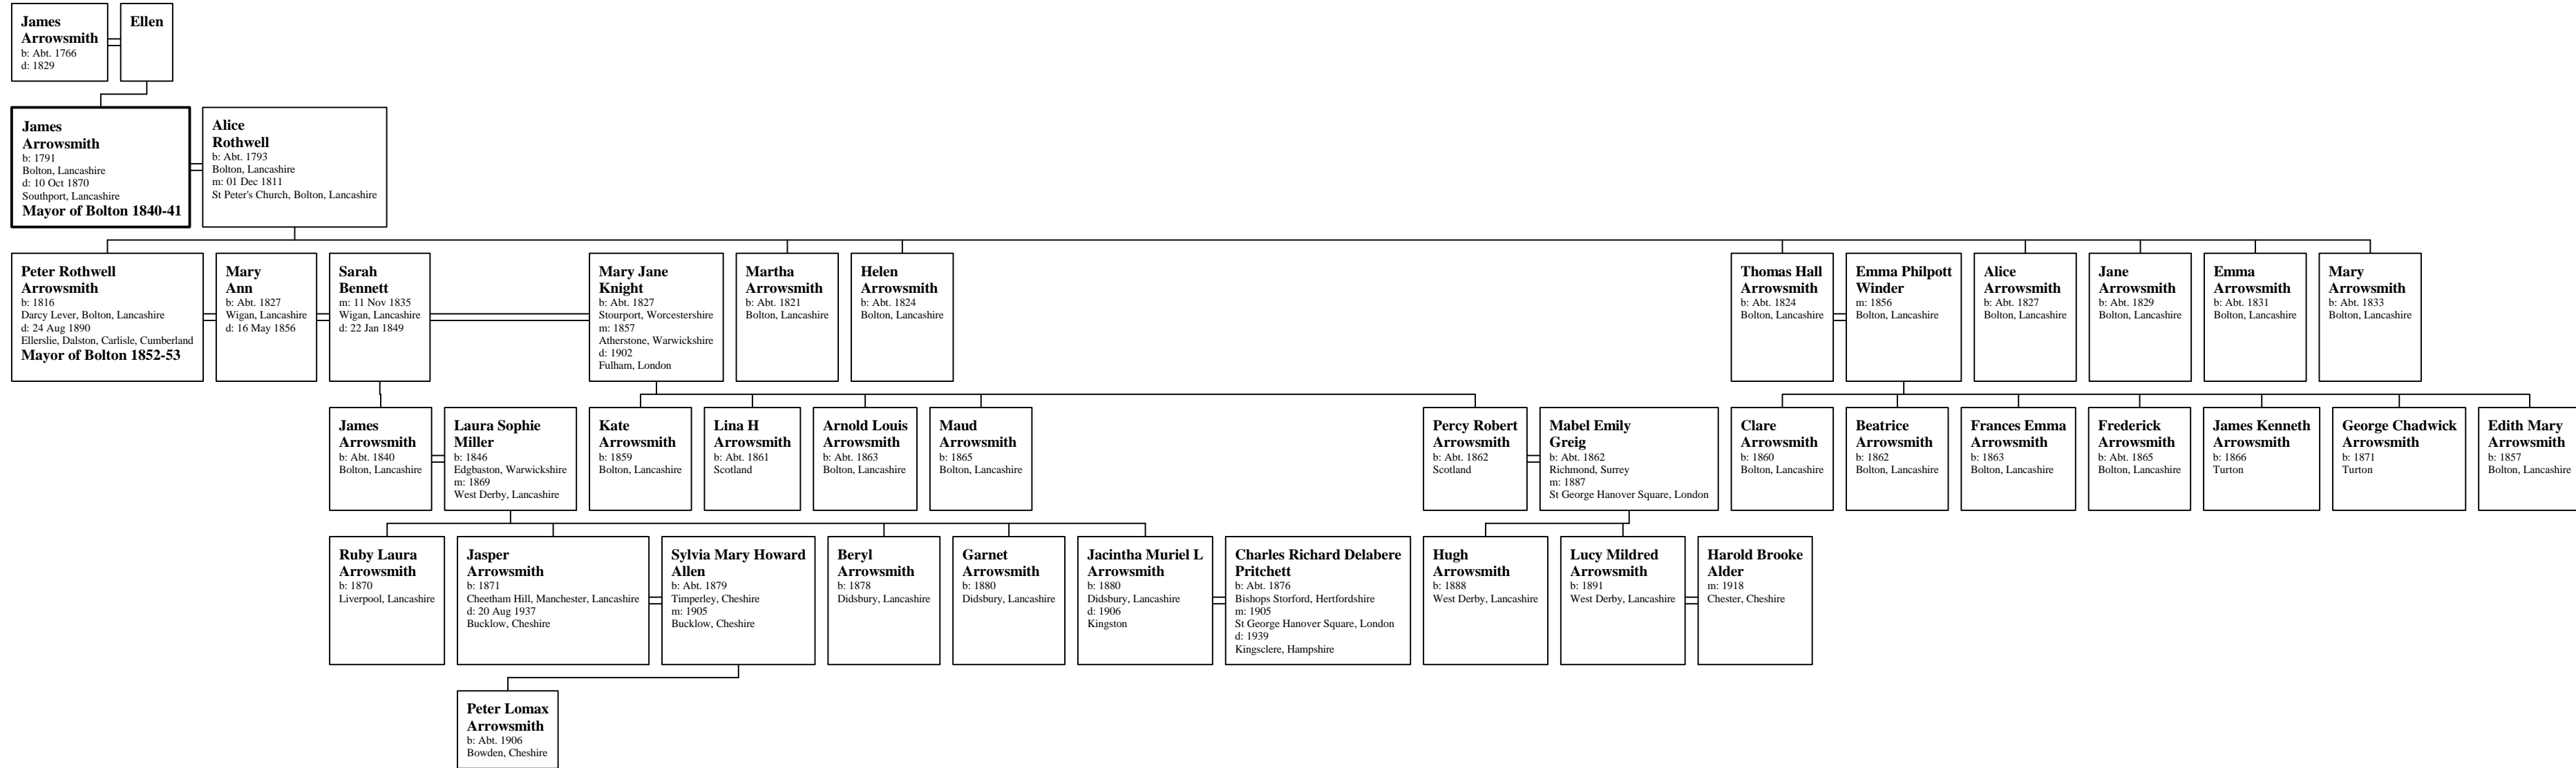 James
Arrowsmith
b: Abt. 1766
d: 1829
Ellen
James
Arrowsmith
b: 1791
Bolton, Lancashire
d: 10 Oct 1870
Southport, Lancashire
Mayor of Bolton 1840-41
Alice
Rothwell
b: Abt. 1793
Bolton, Lancashire
m: 01 Dec 1811
St Peter's Church, Bolton, Lancashire
Peter Rothwell
Arrowsmith
b: 1816
Darcy Lever, Bolton, Lancashire
d: 24 Aug 1890
Ellerslie, Dalston, Carlisle, Cumberland
Mayor of Bolton 1852-53
Mary
Ann
b: Abt. 1827
Wigan, Lancashire
d: 16 May 1856
Sarah
Bennett
m: 11 Nov 1835
Wigan, Lancashire
d: 22 Jan 1849
Mary Jane
Knight
b: Abt. 1827
Stourport, Worcestershire
m: 1857
Atherstone, Warwickshire
d: 1902
Fulham, London
Martha
Arrowsmith
b: Abt. 1821
Bolton, Lancashire
Helen
Arrowsmith
b: Abt. 1824
Bolton, Lancashire
Thomas Hall
Arrowsmith
b: Abt. 1824
Bolton, Lancashire
Emma Philpott
Winder
m: 1856
Bolton, Lancashire
Alice
Arrowsmith
b: Abt. 1827
Bolton, Lancashire
Jane
Arrowsmith
b: Abt. 1829
Bolton, Lancashire
Emma
Arrowsmith
b: Abt. 1831
Bolton, Lancashire
Mary
Arrowsmith
b: Abt. 1833
Bolton, Lancashire
James
Arrowsmith
b: Abt. 1840
Bolton, Lancashire
Laura Sophie
Miller
b: 1846
Edgbaston, Warwickshire
m: 1869
West Derby, Lancashire
Kate
Arrowsmith
b: 1859
Bolton, Lancashire
Lina H
Arrowsmith
b: Abt. 1861
Scotland
Arnold Louis
Arrowsmith
b: Abt. 1863
Bolton, Lancashire
Maud
Arrowsmith
b: 1865
Bolton, Lancashire
Percy Robert
Arrowsmith
b: Abt. 1862
Scotland
Mabel Emily
Greig
b: Abt. 1862
Richmond, Surrey
m: 1887
St George Hanover Square, London
Clare
Arrowsmith
b: 1860
Bolton, Lancashire
Beatrice
Arrowsmith
b: 1862
Bolton, Lancashire
Frances Emma
Arrowsmith
b: 1863
Bolton, Lancashire
Frederick
Arrowsmith
b: Abt. 1865
Bolton, Lancashire
James Kenneth
Arrowsmith
b: 1866
Turton
George Chadwick
Arrowsmith
b: 1871
Turton
Edith Mary
Arrowsmith
b: 1857
Bolton, Lancashire
Ruby Laura
Arrowsmith
b: 1870
Liverpool, Lancashire
Jasper
Arrowsmith
b: 1871
Cheetham Hill, Manchester, Lancashire
d: 20 Aug 1937
Bucklow, Cheshire
Sylvia Mary Howard
Allen
b: Abt. 1879
Timperley, Cheshire
m: 1905
Bucklow, Cheshire
Beryl
Arrowsmith
b: 1878
Didsbury, Lancashire
Garnet
Arrowsmith
b: 1880
Didsbury, Lancashire
Jacintha Muriel L
Arrowsmith
b: 1880
Didsbury, Lancashire
d: 1906
Kingston
Charles Richard Delabere
Pritchett
b: Abt. 1876
Bishops Storford, Hertfordshire
m: 1905
St George Hanover Square, London
d: 1939
Kingsclere, Hampshire
Hugh
Arrowsmith
b: 1888
West Derby, Lancashire
Lucy Mildred
Arrowsmith
b: 1891
West Derby, Lancashire
Harold Brooke
Alder
m: 1918
Chester, Cheshire
Peter Lomax
Arrowsmith
b: Abt. 1906
Bowden, Cheshire